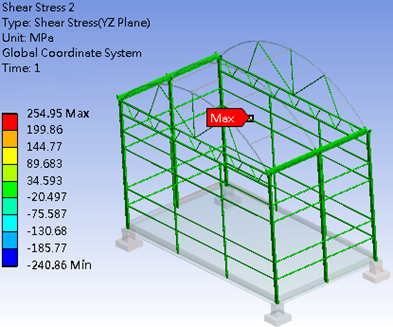 Shear Stress 2
Type: Shear Stress(YZ Plane)
Unit: MPa
Global Coordinate System
Time: 1
254.95 Max
199.86
144.77
89.683
34.593
-20.497
-75.587
-130.68
-185.77
-240.86 Min
Max